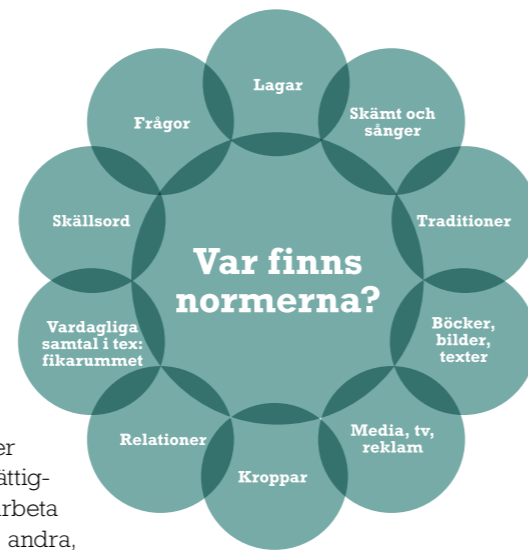 Lagar
Skämt och
sånger
Traditioner
Böcker,
bilder,
texter
Media, tv,
reklam
Kroppar
Relationer
Vardagliga
samtal i tex:
fikarummet
Skällsord
Frågor
Var finns
normerna?
er
ättig-
rbeta
andra,